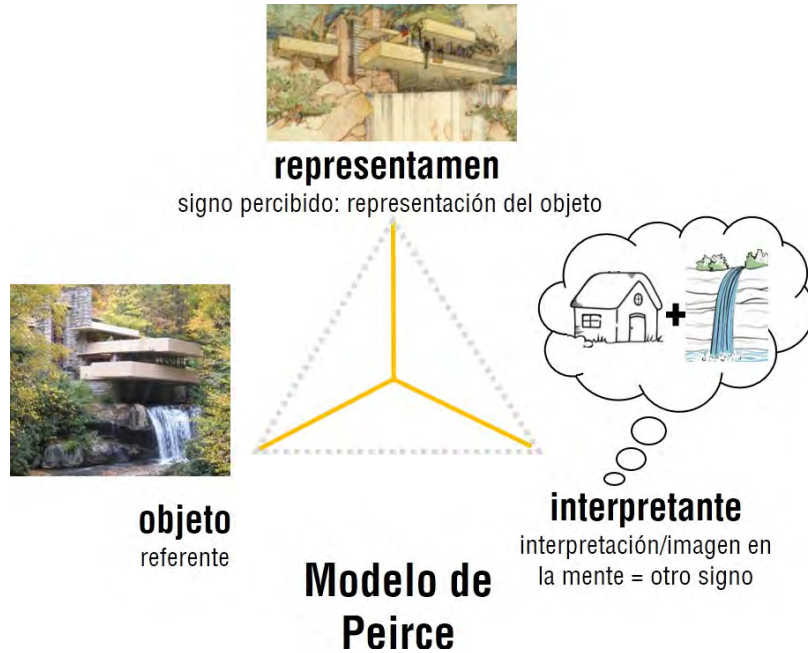 representamen
signo percibido: representación del objeto
objeto
referente
interpretante
interpretación/imagen en
la mente = otro signo
Modelo de
Peirce